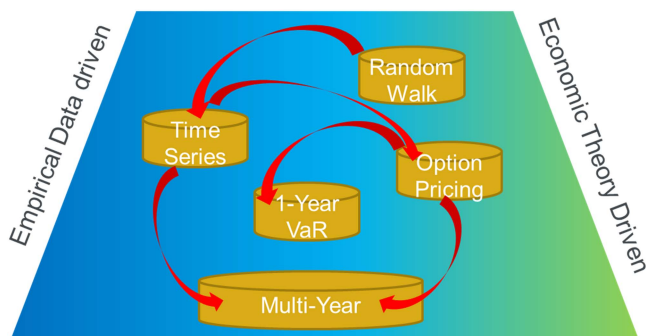 Empirical Data driven
Economic Theory Driven
Random
Walk
Time
Series
Option
Pricing
1-Year
VaR
Multi-Year